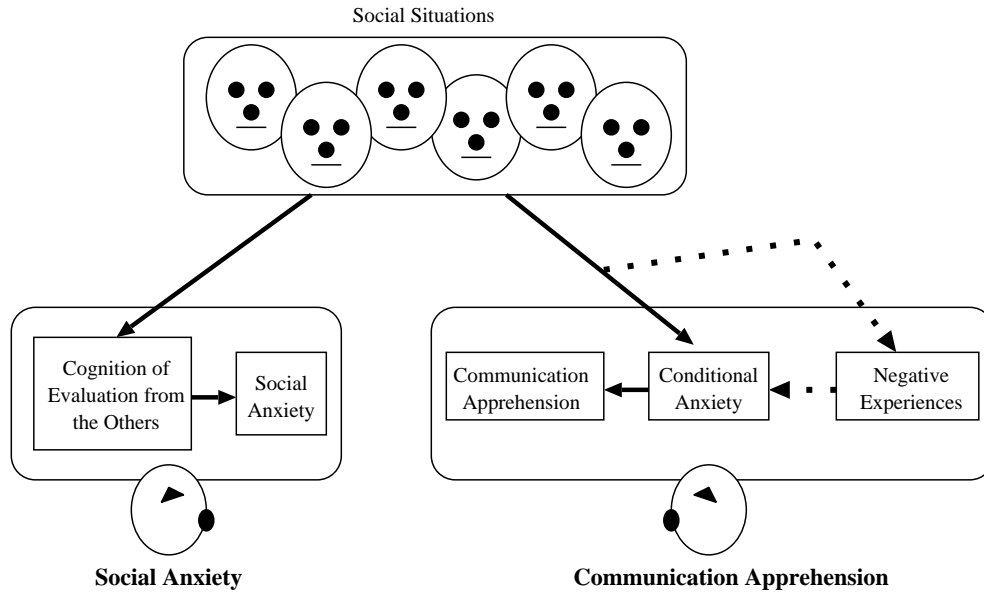 Social Situations
Cognition of
Evaluation from
the Others
Social
Anxiety
Communication
Apprehension
Conditional
Anxiety
Negative
Experiences
Social Anxiety
Communication Apprehension